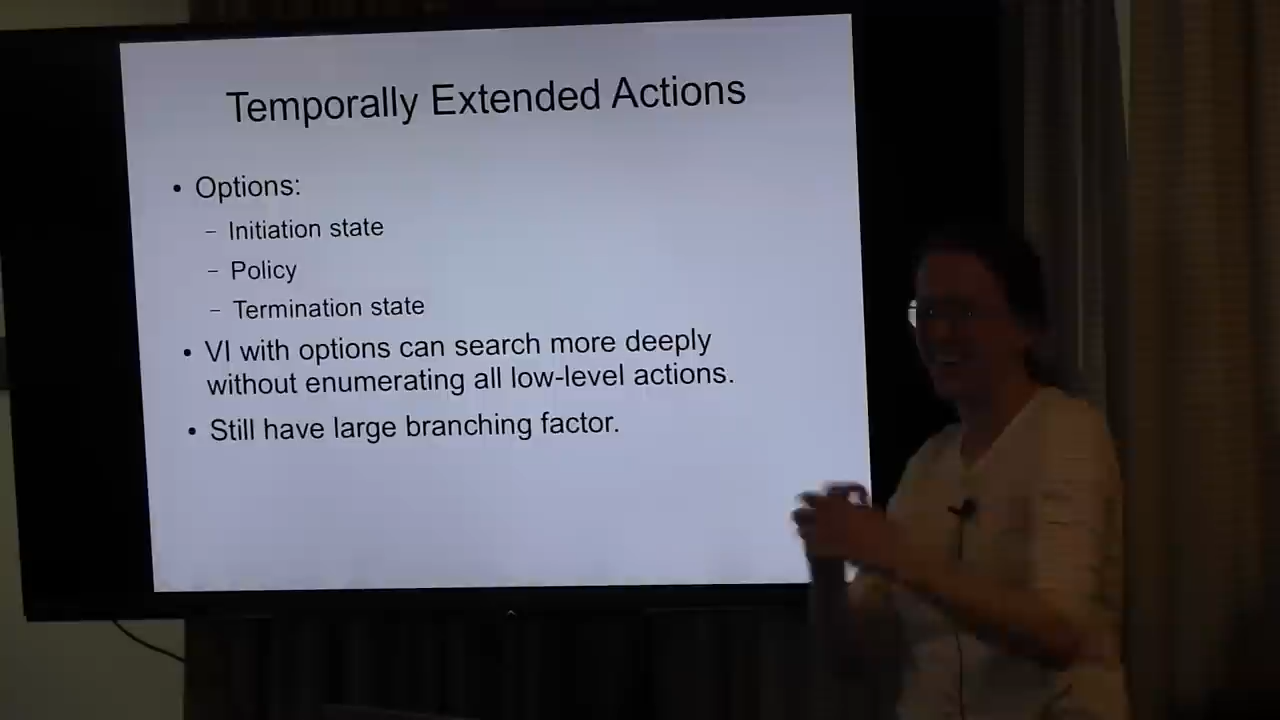 Temporally Extended Actions
• Options:
– Initiation state
– Policy
– Termination state
• VI with options can search more deeply
without enumerating all low-level actions.
• Still have large branching factor.